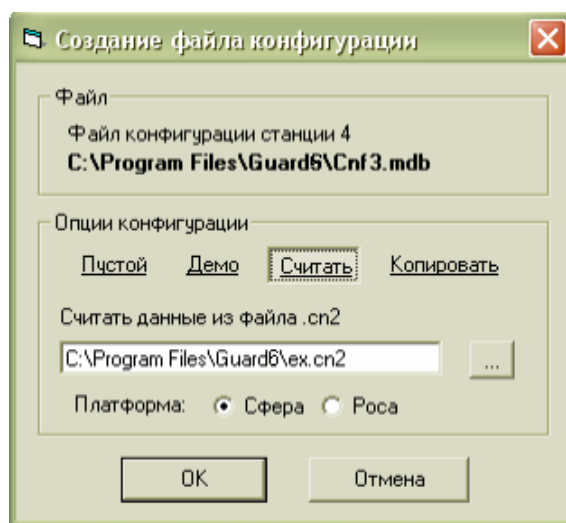 Создание файла конфигурации
Файл
Файл конфигурации станции 4
C:\Program Files\Guard6\Cnf3.mdb
Опции конфигурации
Пустой Демо Считать Копировать
Считать данные из файла .cn2
C:\Program Files\Guard6\ex.cn2 ...
Платформа: Сфера Роса
OK Отмена